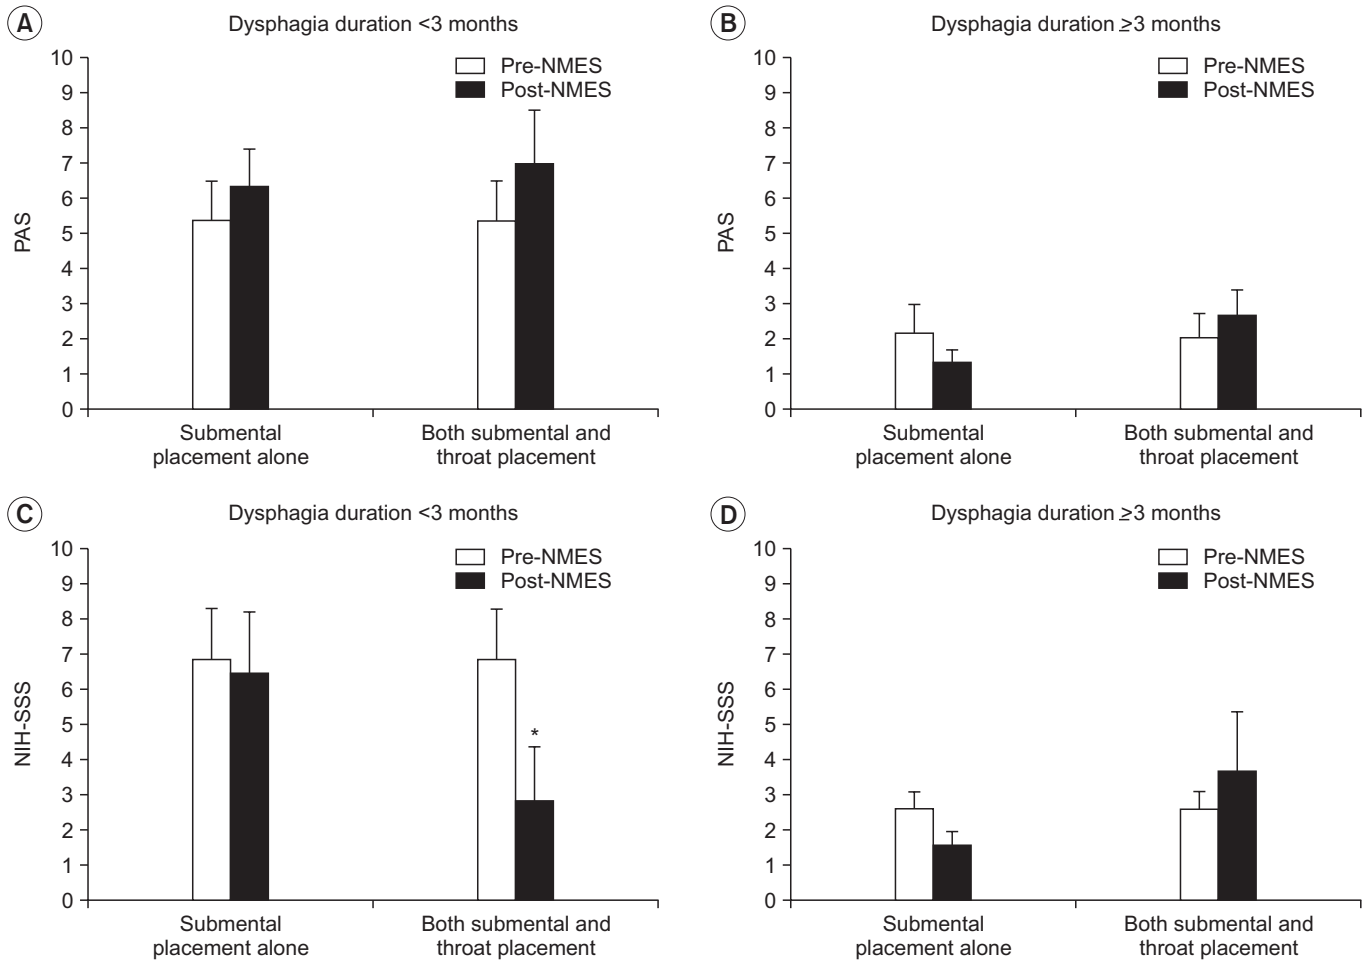 A
Dysphagia duration <3 months
10
9
8
7
6
5
4
3
2
1
0
PAS
Pre-NMES
Post-NMES
Submental
placement alone
Both submental and
throat placement
B
Dysphagia duration ≥3 months
10
9
8
7
6
5
4
3
2
1
0
PAS
Pre-NMES
Post-NMES
Submental
placement alone
Both submental and
throat placement
C
Dysphagia duration <3 months
10
9
8
7
6
5
4
3
2
1
0
NIH-SSS
Pre-NMES
Post-NMES
*
Submental
placement alone
Both submental and
throat placement
D
Dysphagia duration ≥3 months
10
9
8
7
6
5
4
3
2
1
0
NIH-SSS
Pre-NMES
Post-NMES
Submental
placement alone
Both submental and
throat placement